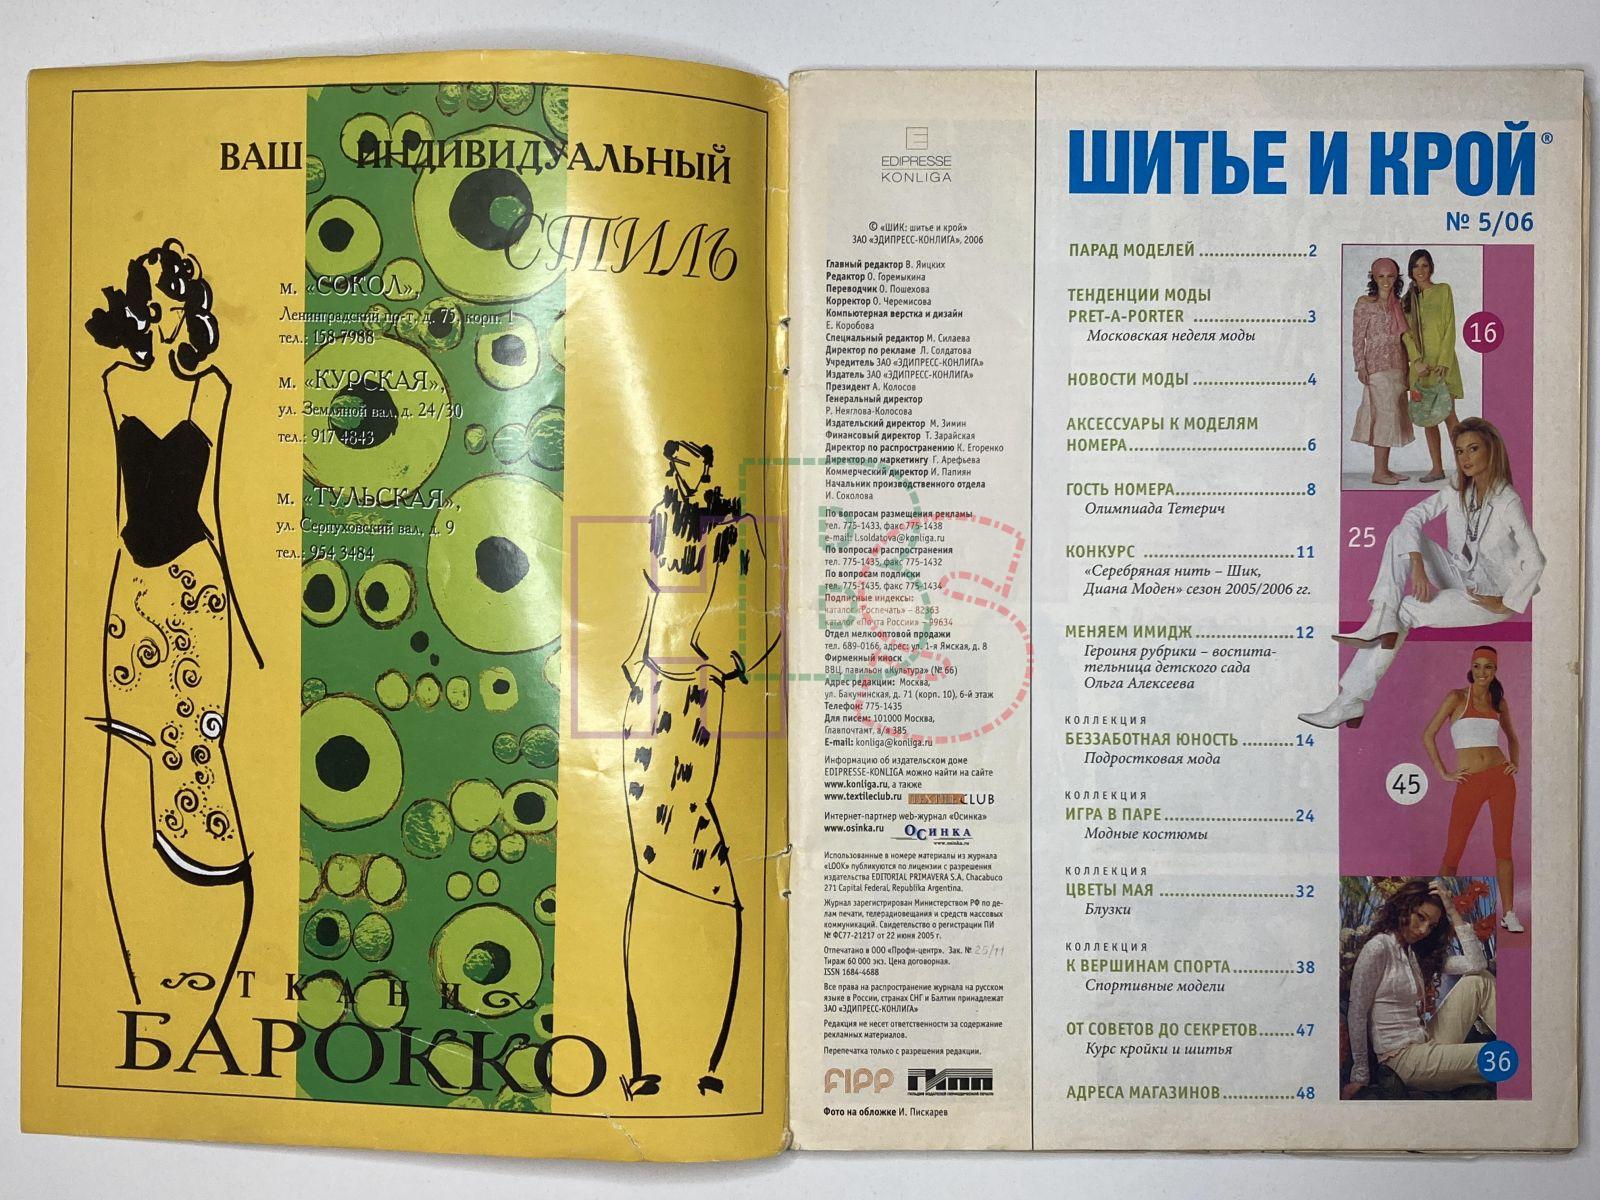 ВАШ ИНДИВИДУАЛЬНЫЙ
СТИЛЬ
м. «СОКОЛ»,
Ленинградский пр-т, д. 75, корп. 1
тел.: 158-7988
м. «КУРСКАЯ»,
ул. Земляной вал, д. 24/30
тел.: 917 4843
м. «ТУЛЬСКАЯ»,
ул. Серпуховский вал, д. 9
тел.: 954 3484
ТКАНИ
БАРОККО
EDIPRESSE
KONLIGA
© «ШИК: шитье и крой»
ЗАО «ЭДИПРЕСС-КОНЛИГА», 2006
Главный редактор В. Яицких
Редактор О. Горемыкина
Переводчик О. Пошехова
Корректор О. Черемисова
Компьютерная верстка и дизайн
Е. Коробова
Специальный редактор М. Силаева
Директор по рекламе Л. Солдатова
Учредитель ЗАО «ЭДИПРЕСС-КОНЛИГА»
Издатель ЗАО «ЭДИПРЕСС-КОНЛИГА»
Президент А. Колосов
Генеральный директор
Р. Неяглова-Колосова
Издательский директор М. Зимин
Финансовый директор Т. Зарайская
Директор по распространению К. Егоренко
Директор по маркетингу Г. Арефьева
Коммерческий директор И. Папиян
Начальник производственного отдела
И. Соколова
По вопросам размещения рекламы
тел. 775-1433, факс 775-1438
e-mail: l.soldatova@konliga.ru
По вопросам распространения
тел. 775-1435, факс 775-1432
По вопросам подписки
тел. 775-1435, факс 775-1434
Подписные индексы:
каталог «Роспечать» – 82363
каталог «Почта России» – 99634
Отдел мелкооптовой продажи
тел. 689-0166, адрес: ул. 1-я Ямская, д. 8
Фирменный киоск
ВВЦ, павильон «Культура» (№ 66)
Адрес редакции: Москва,
ул. Бакунинская, д. 71 (корп. 10), 6-й этаж
Телефон: 775-1435
Для писем: 101000 Москва,
Главпочтамт, а/я 385
E-mail: konliga@konliga.ru
Информацию об издательском доме
EDIPRESSE-KONLIGA можно найти на сайте
www.konliga.ru, а также
www.textileclub.ru TEXTILECLUB
Интернет-партнер web-журнал «Осинка»
www.osinka.ru ОСИНКА
www.osinka.ru
Использованные в номере материалы из журнала
«LOOK» публикуются по лицензии с разрешения
издательства EDITORIAL PRIMAVERA S.A. Chacabuco
271 Capital Federal, Republika Argentina.
Журнал зарегистрирован Министерством РФ по де-
лам печати, телерадиовещания и средств массовых
коммуникаций. Свидетельство о регистрации ПИ
№ ФС77-21217 от 22 июня 2005 г.
Отпечатано в ООО «Профи-центр». Зак. №
Тираж 60 000 экз. Цена договорная.
ISSN 1684-4688
Все права на распространение журнала на русском
языке в России, странах СНГ и Балтии принадлежат
ЗАО «ЭДИПРЕСС-КОНЛИГА»
Редакция не несет ответственности за содержание
рекламных материалов.
Перепечатка только с разрешения редакции.
FIPP ГИПП
ГИЛЬДИЯ ИЗДАТЕЛЕЙ ПЕРИОДИЧЕСКОЙ ПЕЧАТИ
Фото на обложке И. Пискарев
ШИТЬЕ И КРОЙ®
№ 5/06
ПАРАД МОДЕЛЕЙ ......................2
ТЕНДЕНЦИИ МОДЫ
PRET-A-PORTER ......................3
Московская неделя моды
НОВОСТИ МОДЫ ......................4
АКСЕССУАРЫ К МОДЕЛЯМ
НОМЕРА......................6
ГОСТЬ НОМЕРА......................8
Олимпиада Тетерич
КОНКУРС ......................11
«Серебряная нить – Шик,
Диана Моден» сезон 2005/2006 гг.
МЕНЯЕМ ИМИДЖ ......................12
Героиня рубрики – воспита-
тельница детского сада
Ольга Алексеева
КОЛЛЕКЦИЯ
БЕЗЗАБОТНАЯ ЮНОСТЬ ..........14
Подростковая мода
КОЛЛЕКЦИЯ
ИГРА В ПАРЕ ......................24
Модные костюмы
КОЛЛЕКЦИЯ
ЦВЕТЫ МАЯ ......................32
Блузки
КОЛЛЕКЦИЯ
К ВЕРШИНАМ СПОРТА............38
Спортивные модели
ОТ СОВЕТОВ ДО СЕКРЕТОВ.......47
Курс кройки и шитья
АДРЕСА МАГАЗИНОВ..............48
16
25
45
36